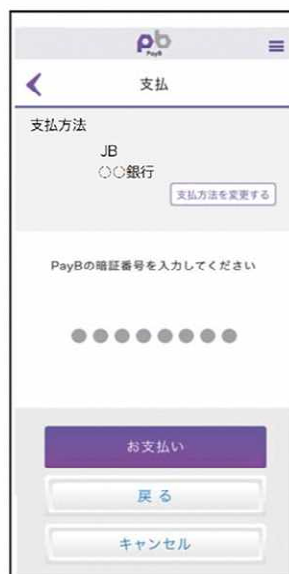 pb
PayB
支払
支払方法
JB
○○銀行
支払方法を変更する
PayBの暗証番号を入力してください
お支払い
戻る
キャンセル